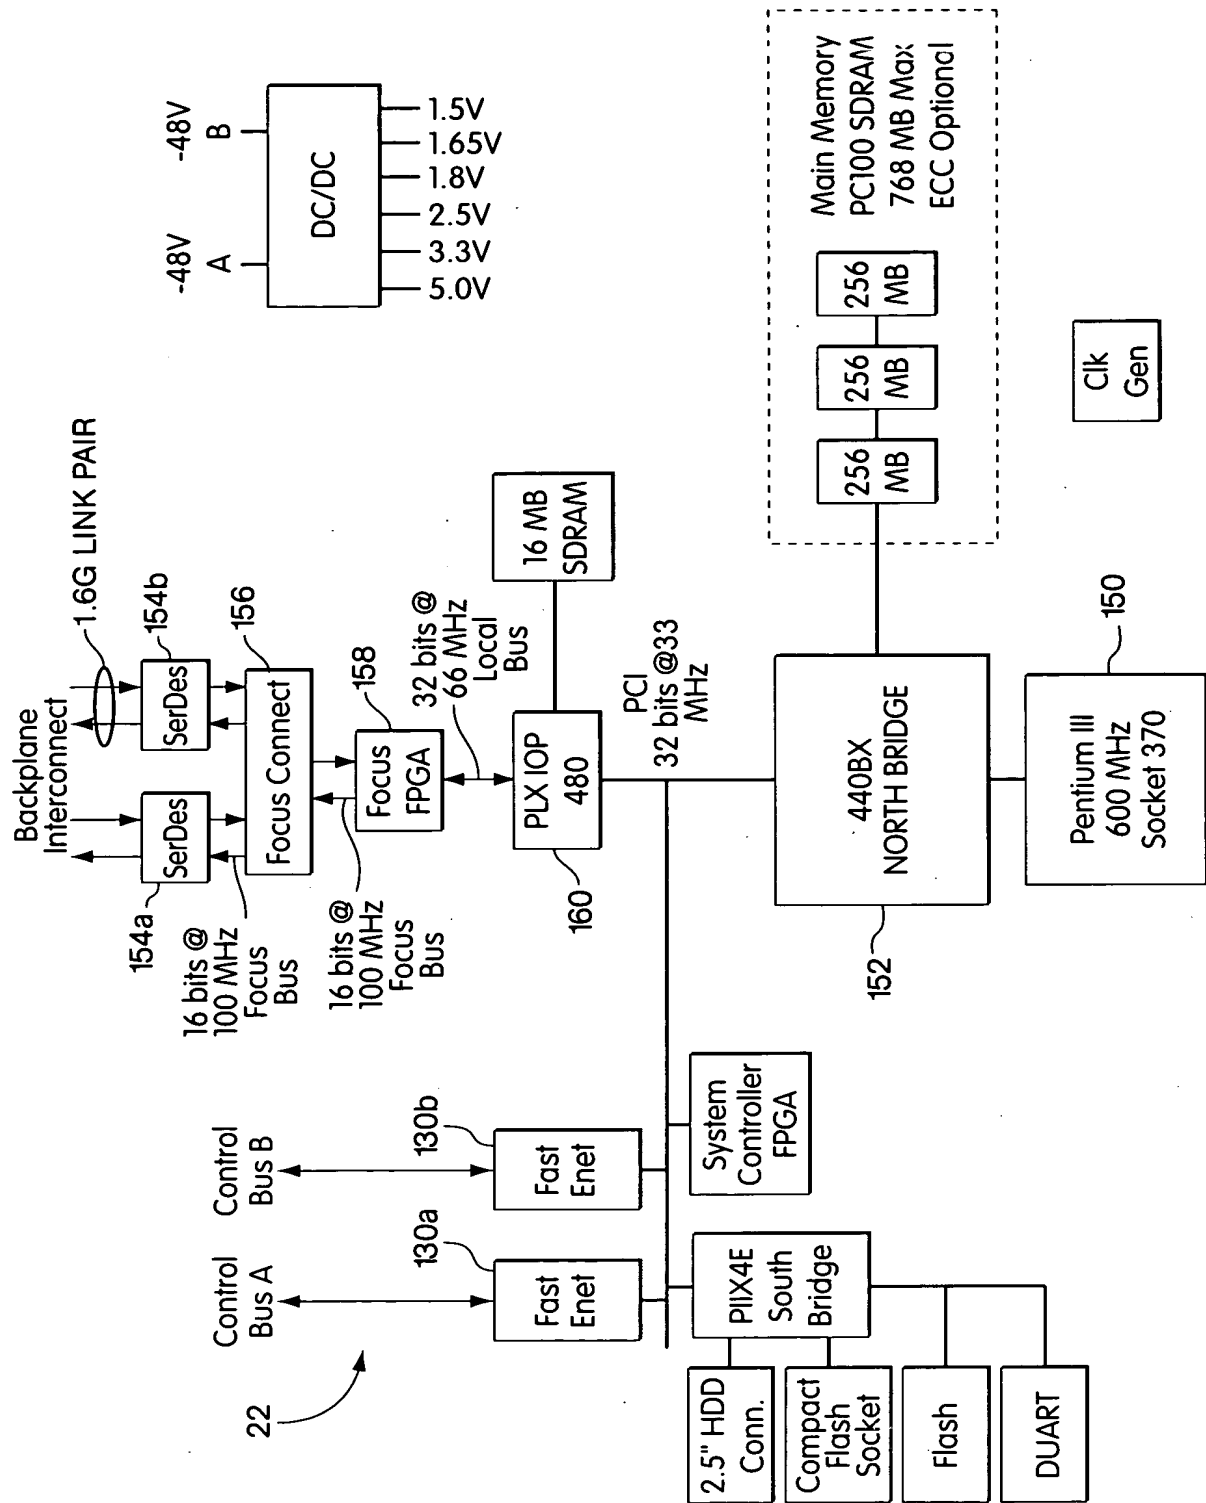 Backplane
Interconnect
1.6G LINK PAIR
154a
SerDes
SerDes
154b
16 bits @
100 MHz
Focus
Bus
Focus Connect
156
16 bits @
100 MHz
Focus
Bus
Focus
FPGA
158
32 bits @
66 MHz
Local
Bus
PLX IOP
480
160
16 MB
SDRAM
-48V
A
-48V
B
DC/DC
5.0V
3.3V
2.5V
1.8V
1.65V
1.5V
Control
Bus A
Control
Bus B
22
130a
Fast
Enet
130b
Fast
Enet
PCI
32 bits @33
MHz
System
Controller
FPGA
PIIX4E
South
Bridge
2.5" HDD
Conn.
Compact
Flash
Socket
Flash
DUART
440BX
NORTH BRIDGE
152
Pentium III
600 MHz
Socket 370
150
256
MB
256
MB
256
MB
Main Memory
PC100 SDRAM
768 MB Max
ECC Optional
Clk
Gen